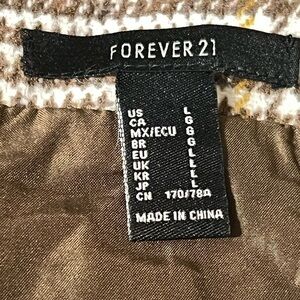 FOREVER 21
US L
CA G
MX/ECU G
BR G
EU L
UK L
KR L
JP L
CN 170/78A
MADE IN CHINA